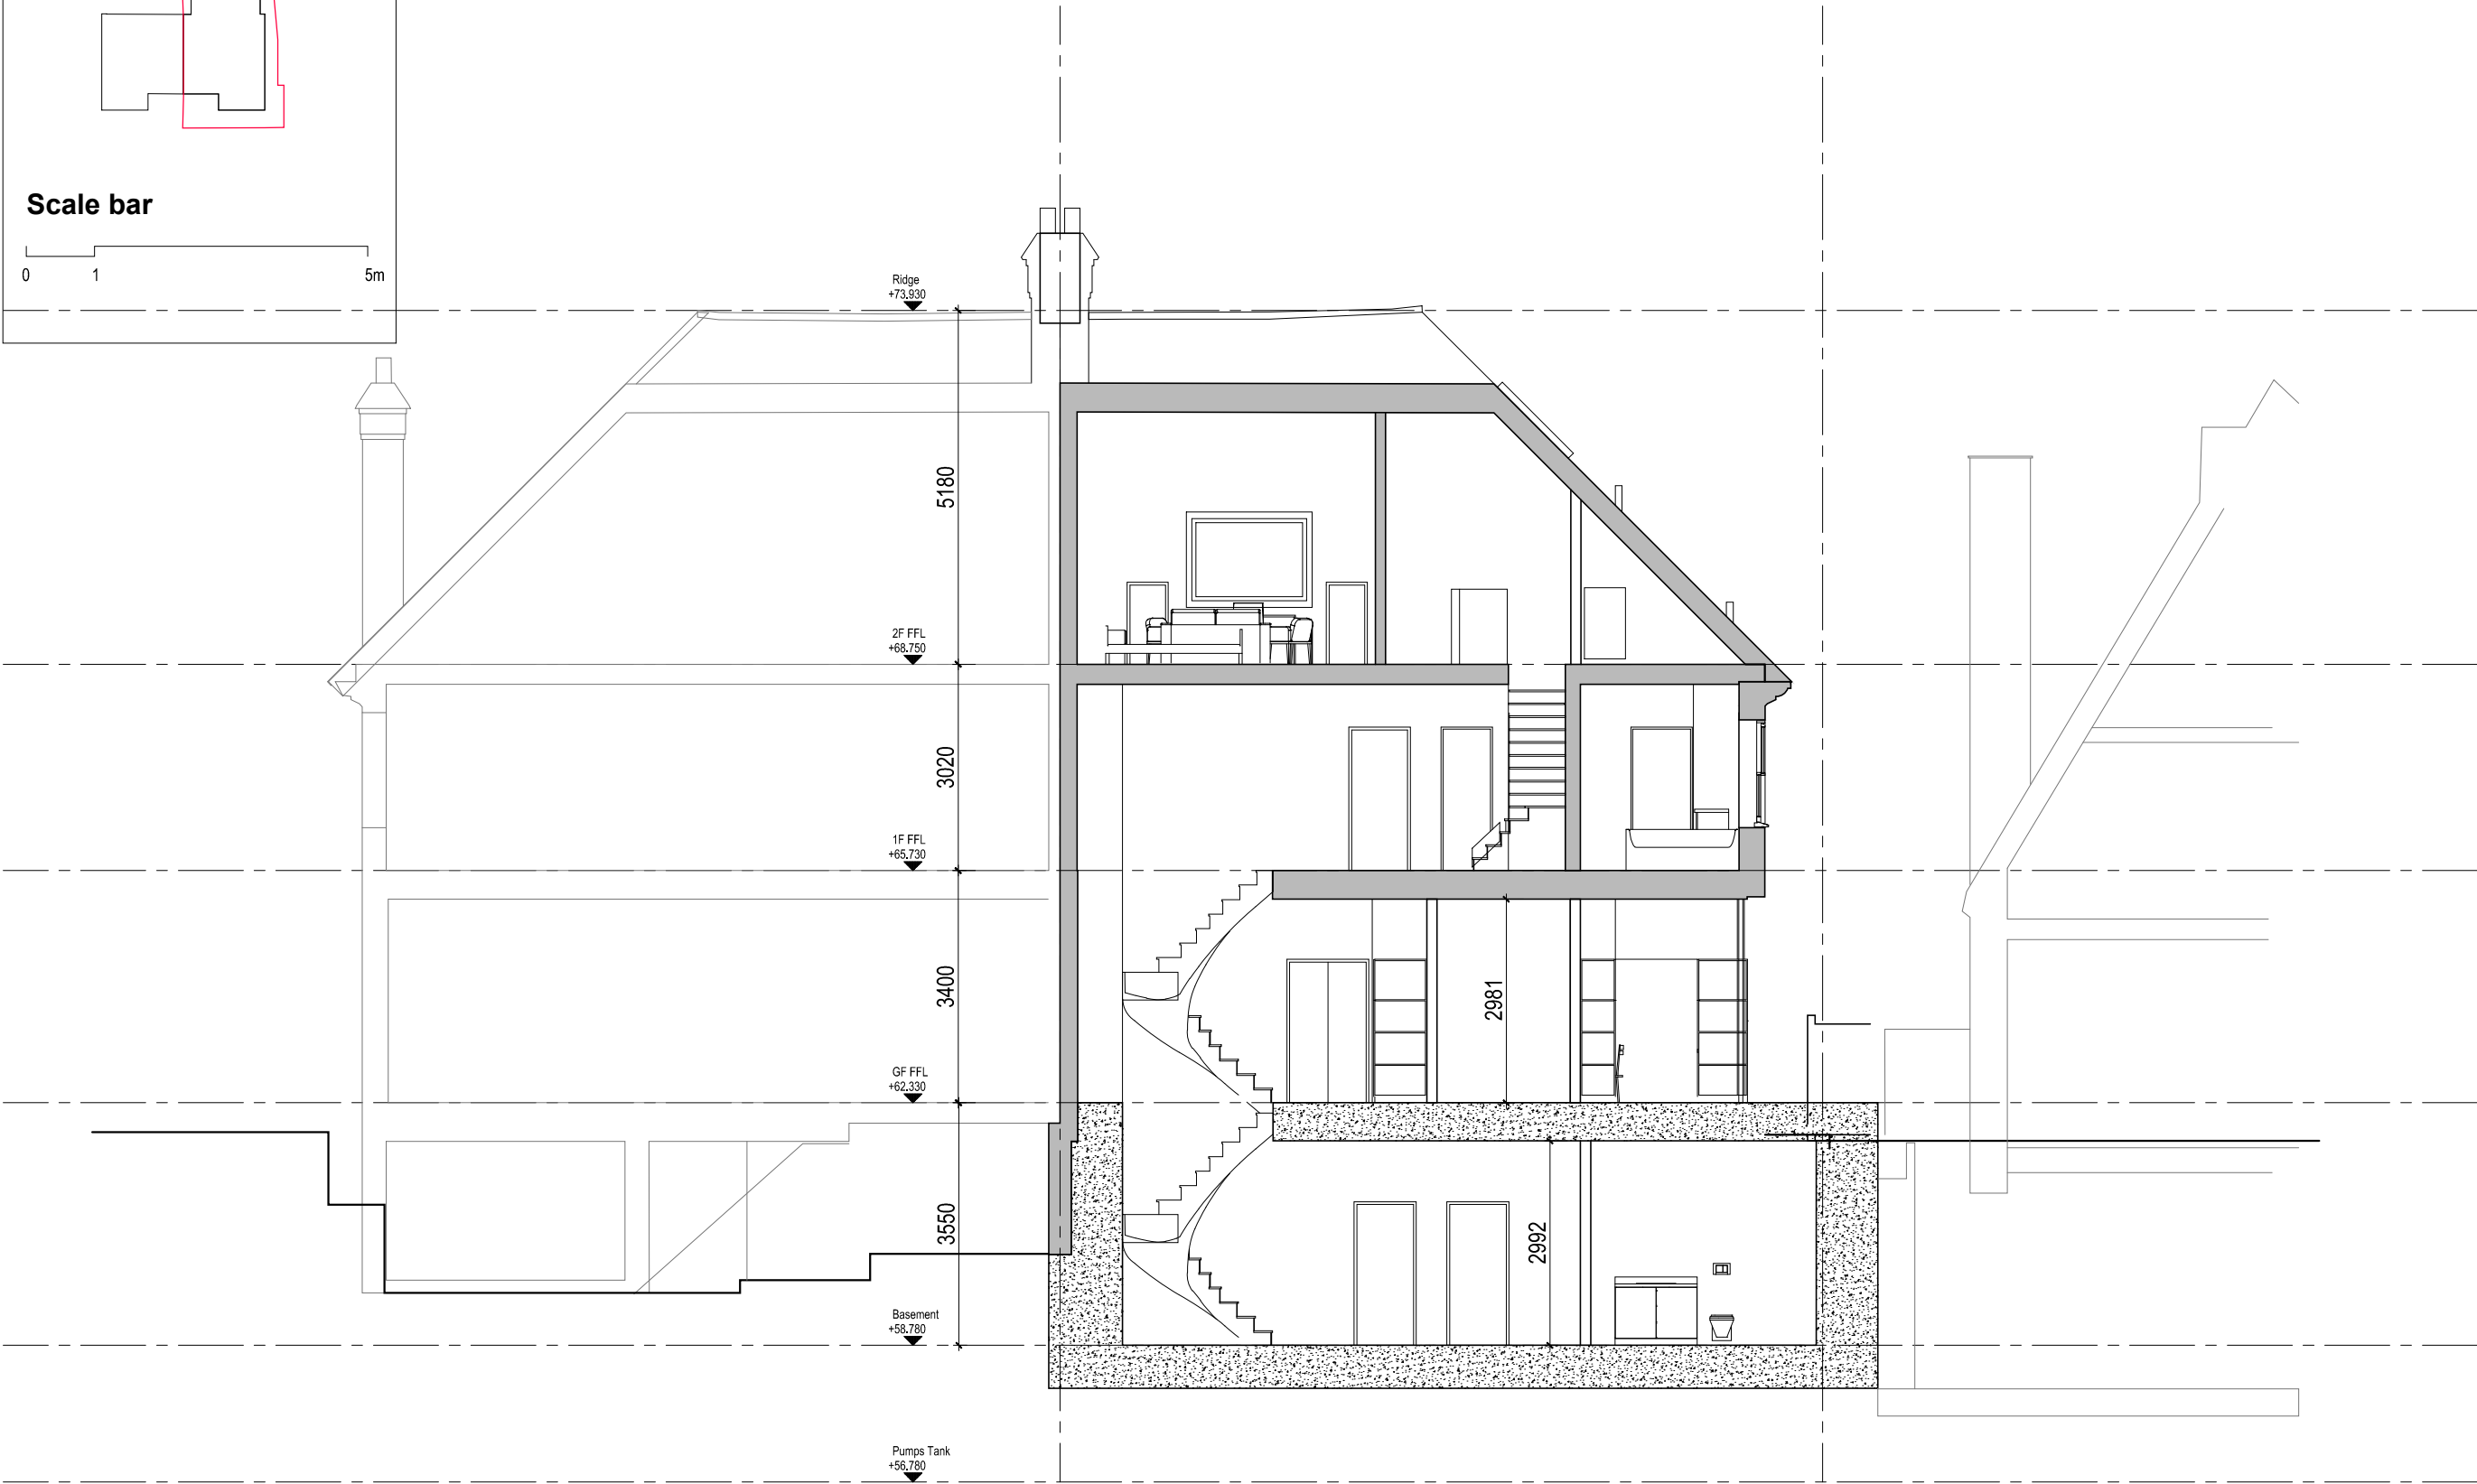 Scale bar
0 1 5m
Ridge
+73.930
5180
2F FFL
+68.750
3020
1F FFL
+65.730
3400
2981
GF FFL
+62.330
3550
2992
Basement
+58.780
Pumps Tank
+56.780